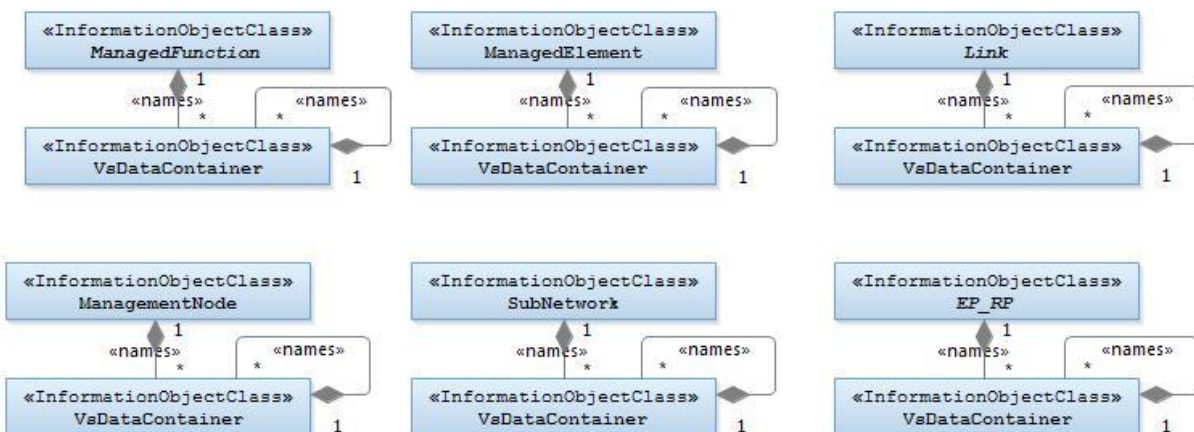 «InformationObjectClass»
ManagedFunction
1
«names»
«names»
*
*
«InformationObjectClass»
VsDataContainer
1
«InformationObjectClass»
ManagedElement
1
«names»
«names»
*
*
«InformationObjectClass»
VsDataContainer
1
«InformationObjectClass»
Link
1
«names»
«names»
*
*
«InformationObjectClass»
VsDataContainer
1
«InformationObjectClass»
ManagementNode
1
«names»
«names»
*
*
«InformationObjectClass»
VsDataContainer
1
«InformationObjectClass»
SubNetwork
1
«names»
«names»
*
*
«InformationObjectClass»
VsDataContainer
1
«InformationObjectClass»
EP_RP
1
«names»
«names»
*
*
«InformationObjectClass»
VsDataContainer
1